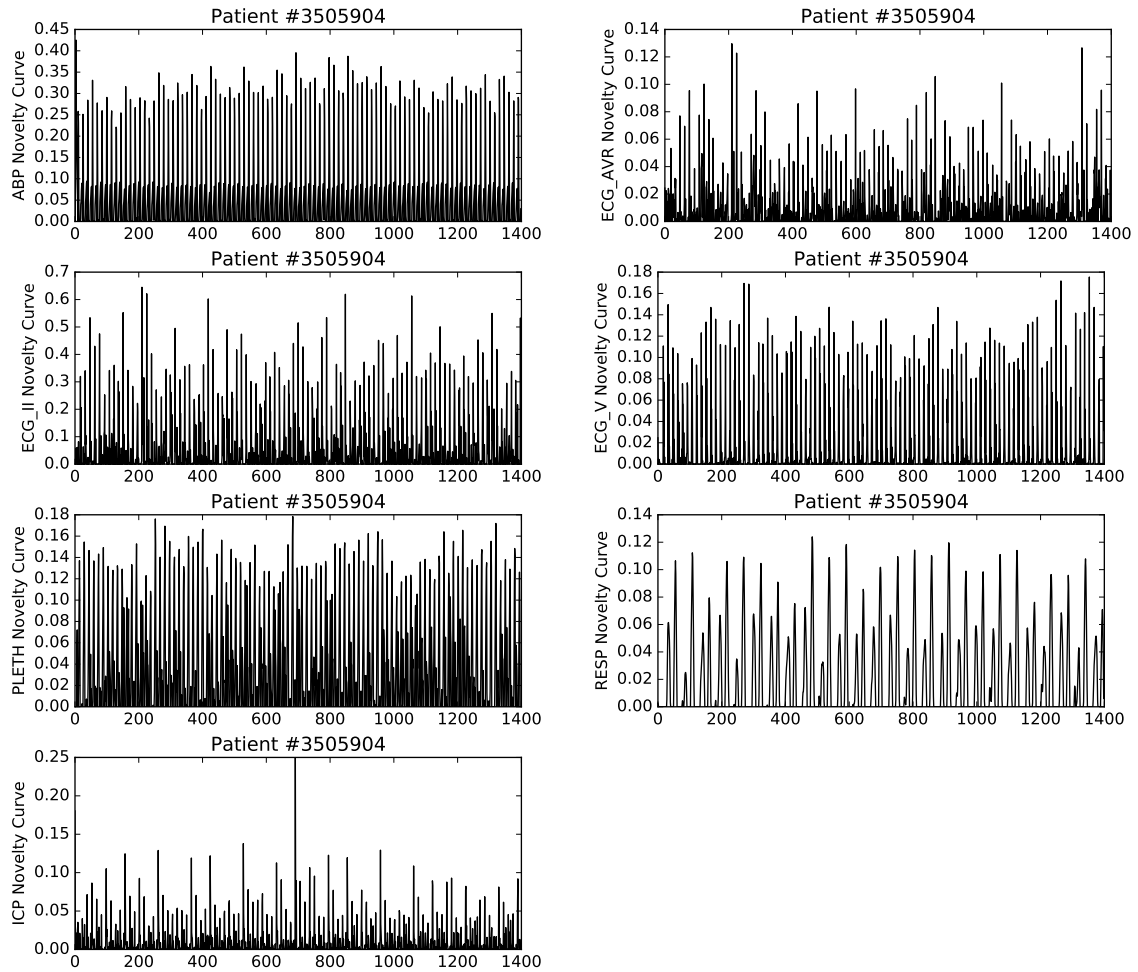 Patient #3505904
0.45
0.40
0.35
0.30
0.25
0.20
0.15
0.10
0.05
0.00
ABP Novelty Curve
0 200 400 600 800 1000 1200 1400
Patient #3505904
0.14
0.12
0.10
0.08
0.06
0.04
0.02
0.00
ECG_AVR Novelty Curve
0 200 400 600 800 1000 1200 1400
Patient #3505904
0.7
0.6
0.5
0.4
0.3
0.2
0.1
0.0
ECG_II Novelty Curve
0 200 400 600 800 1000 1200 1400
Patient #3505904
0.18
0.16
0.14
0.12
0.10
0.08
0.06
0.04
0.02
0.00
ECG_V Novelty Curve
0 200 400 600 800 1000 1200 1400
Patient #3505904
0.18
0.16
0.14
0.12
0.10
0.08
0.06
0.04
0.02
0.00
PLETH Novelty Curve
0 200 400 600 800 1000 1200 1400
Patient #3505904
0.14
0.12
0.10
0.08
0.06
0.04
0.02
0.00
RESP Novelty Curve
0 200 400 600 800 1000 1200 1400
Patient #3505904
0.25
0.20
0.15
0.10
0.05
0.00
ICP Novelty Curve
0 200 400 600 800 1000 1200 1400